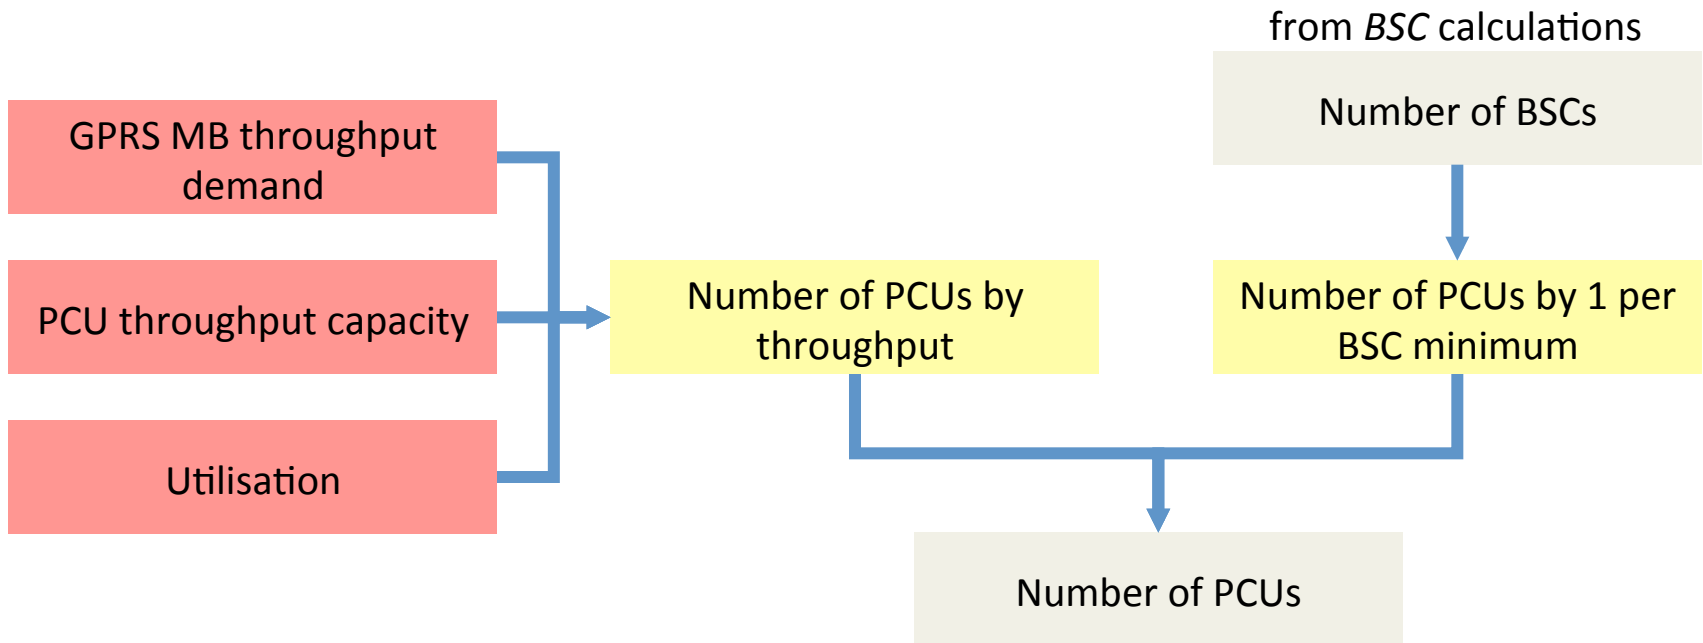 from BSC calculations
Number of BSCs
GPRS MB throughput
demand
PCU throughput capacity
Utilisation
Number of PCUs by
throughput
Number of PCUs by 1 per
BSC minimum
Number of PCUs